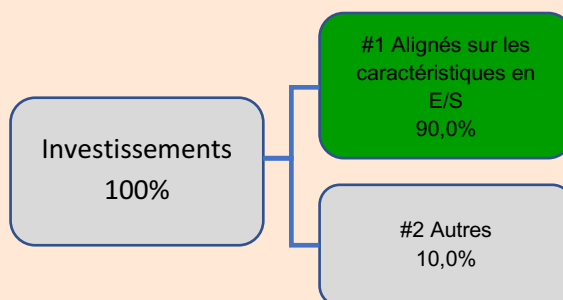 #1 Alignés sur les
caractéristiques en
E/S
90,0%
Investissements
100%
#2 Autres
10,0%